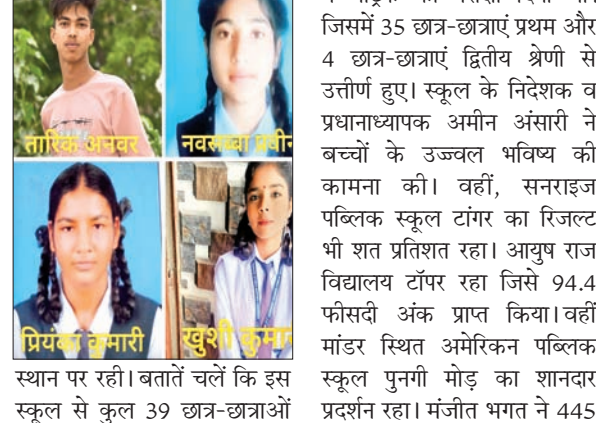 तारिक अनवर
नवसब्बा प्रवीन
प्रियंका कुमारी
खुशी कुमा
स्थान पर रही। बतातें चलें कि इस
स्कूल से कुल 39 छात्र-छात्राओं
जिसमें 35 छात्र-छात्राएं प्रथम और
4 छात्र-छात्राएं द्वितीय श्रेणी से
उत्तीर्ण हुए। स्कूल के निदेशक व
प्रधानाध्यापक अमीन अंसारी ने
बच्चों के उज्ज्वल भविष्य की
कामना की। वहीं, सनराइज
पब्लिक स्कूल टांगर का रिजल्ट
भी शत प्रतिशत रहा। आयुष राज
विद्यालय टॉपर रहा जिसे 94.4
फीसदी अंक प्राप्त किया।वहीं
मांडर स्थित अमेरिकन पब्लिक
स्कूल पुनगी मोड़ का शानदार
प्रदर्शन रहा। मंजीत भगत ने 445